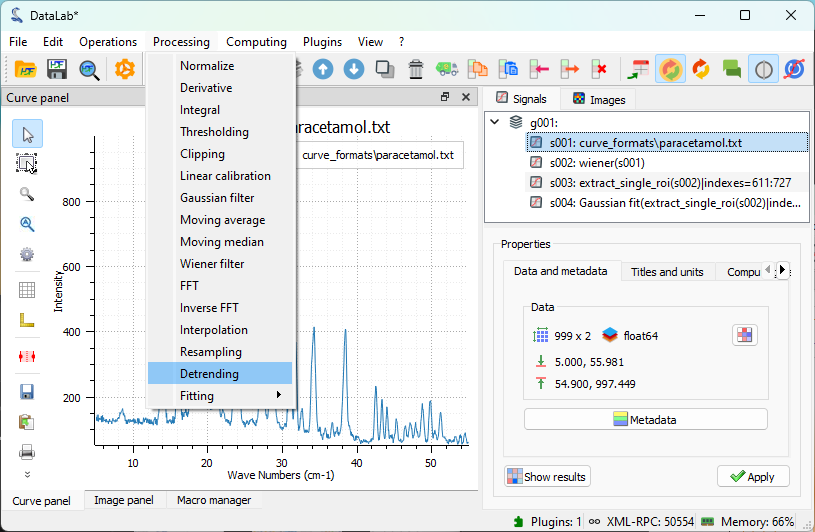 DataLab*
File Edit Operations Processing Computing Plugins View ?
Curve panel
Normalize
Derivative
Integral
Thresholding
Clipping
Linear calibration
Gaussian filter
Moving average
Moving median
Wiener filter
FFT
Inverse FFT
Interpolation
Resampling
Detrending
Fitting
aracetamol.txt
curve_formats\paracetamol.txt
800
600
400
200
Intensity
10 20 30 40 50
Wave Numbers (cm-1)
Curve panel Image panel Macro manager
Signals Images
g001:
s001: curve_formats\paracetamol.txt
s002: wiener(s001)
s003: extract_single_roi(s002)|indexes=611:727
s004: Gaussian fit(extract_single_roi(s002)|inde...
Properties
Data and metadata Titles and units Compu
Data
999 x 2 float64
5.000, 55.981
54.900, 997.449
Metadata
Show results Apply
Plugins: 1 XML-RPC: 50554 Memory: 66%